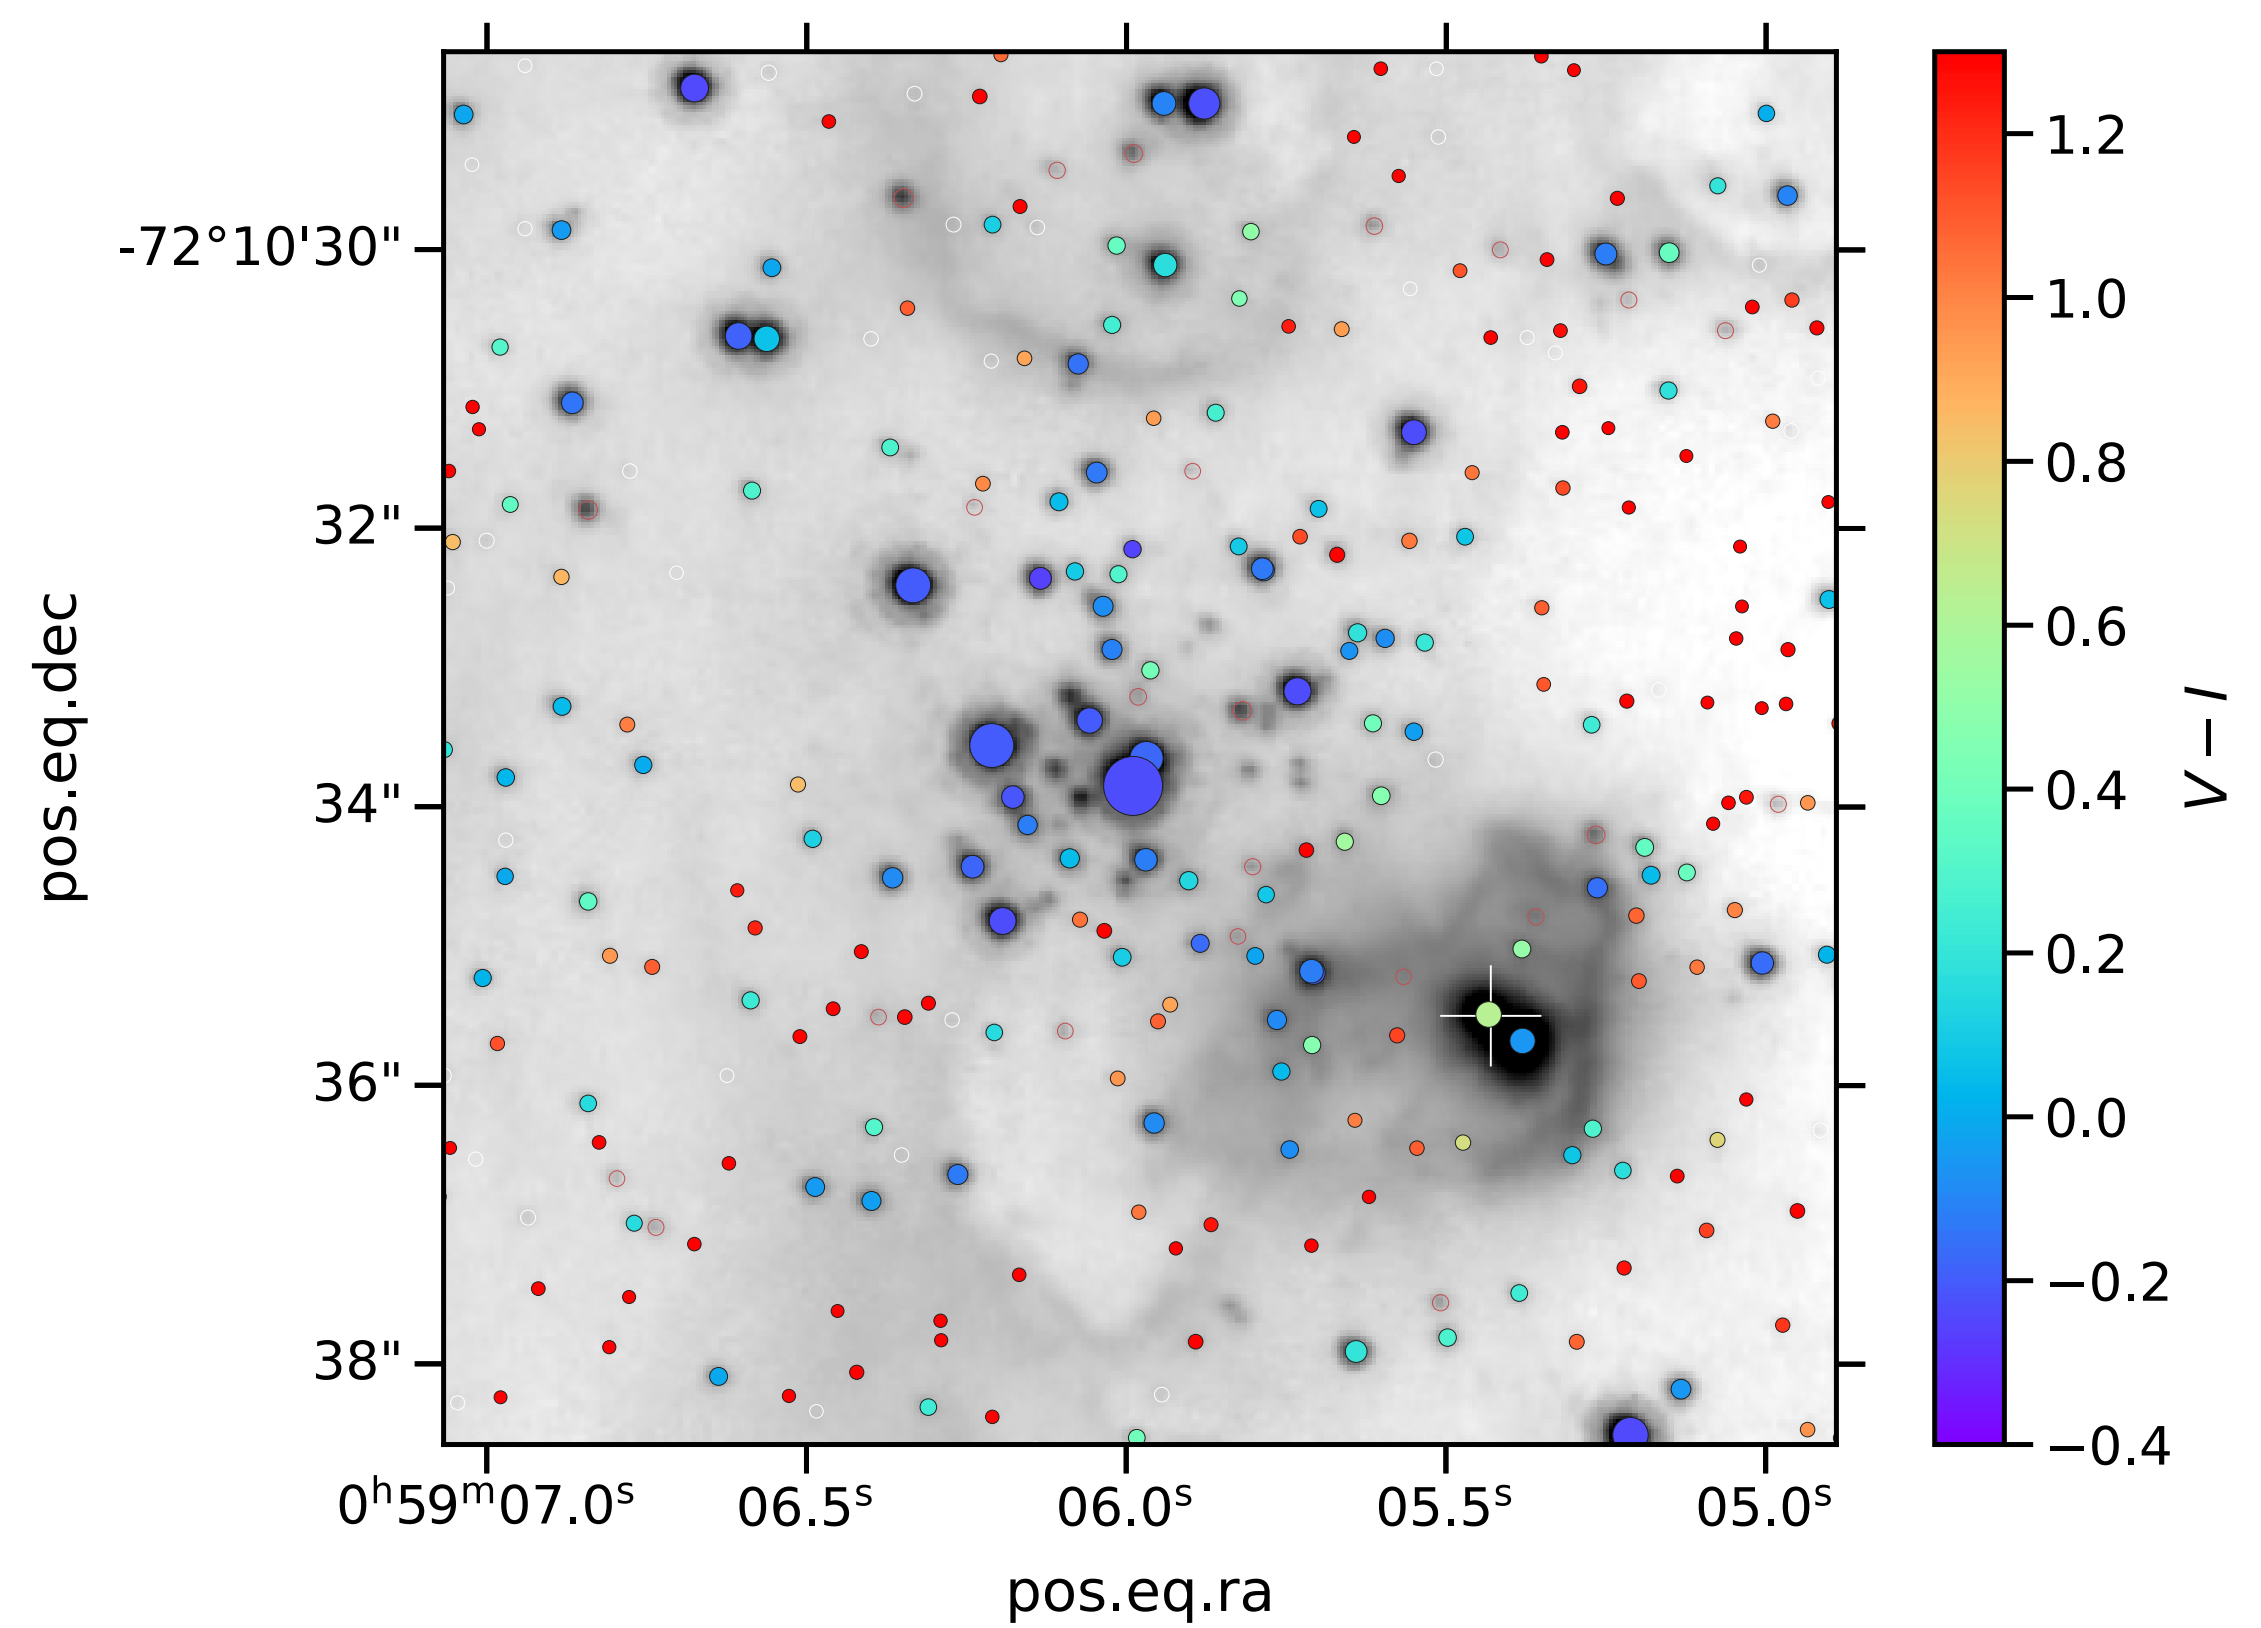 -72°10'30"
32"
34"
36"
38"
pos.eq.dec
0ʰ59ᵐ07.0ˢ
06.5ˢ
06.0ˢ
05.5ˢ
05.0ˢ
pos.eq.ra
1.2
1.0
0.8
0.6
0.4
0.2
0.0
−0.2
−0.4
V − I